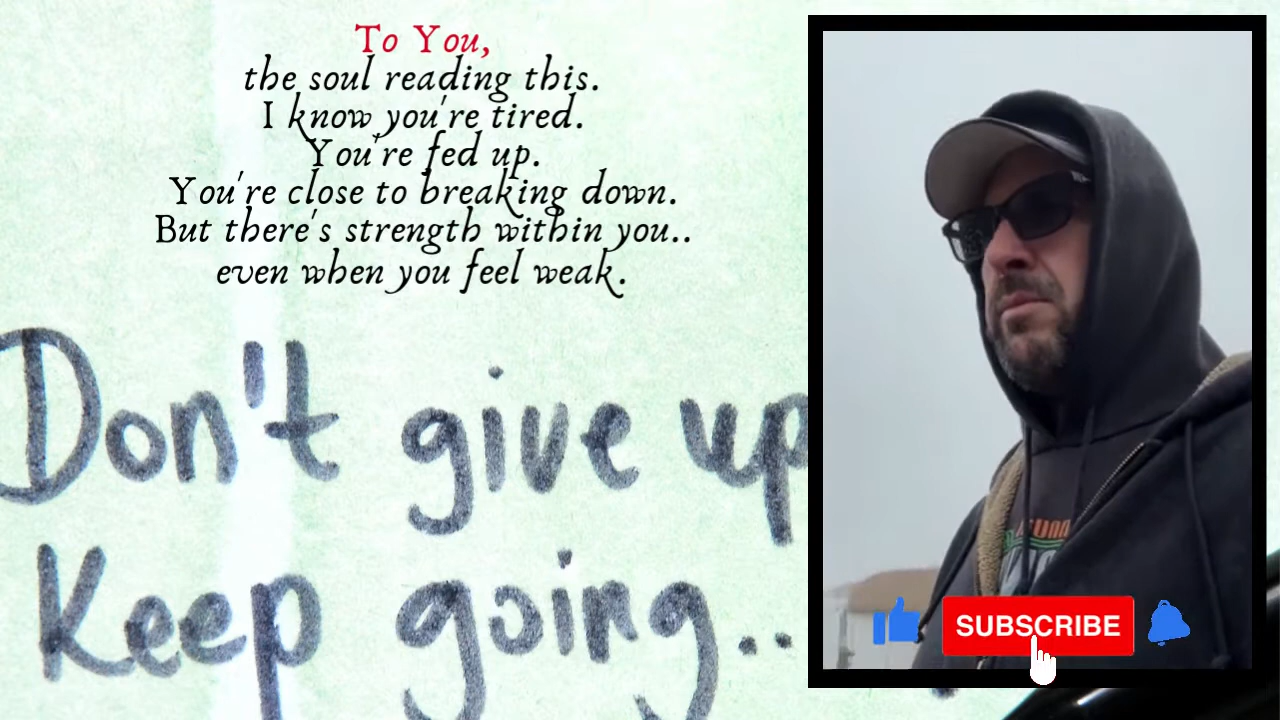 To You,
the soul reading this.
I know you're tired.
You're fed up.
You're close to breaking down.
But there's strength within you..
even when you feel weak.
Don't give up
Keep going..
SUBSCRIBE